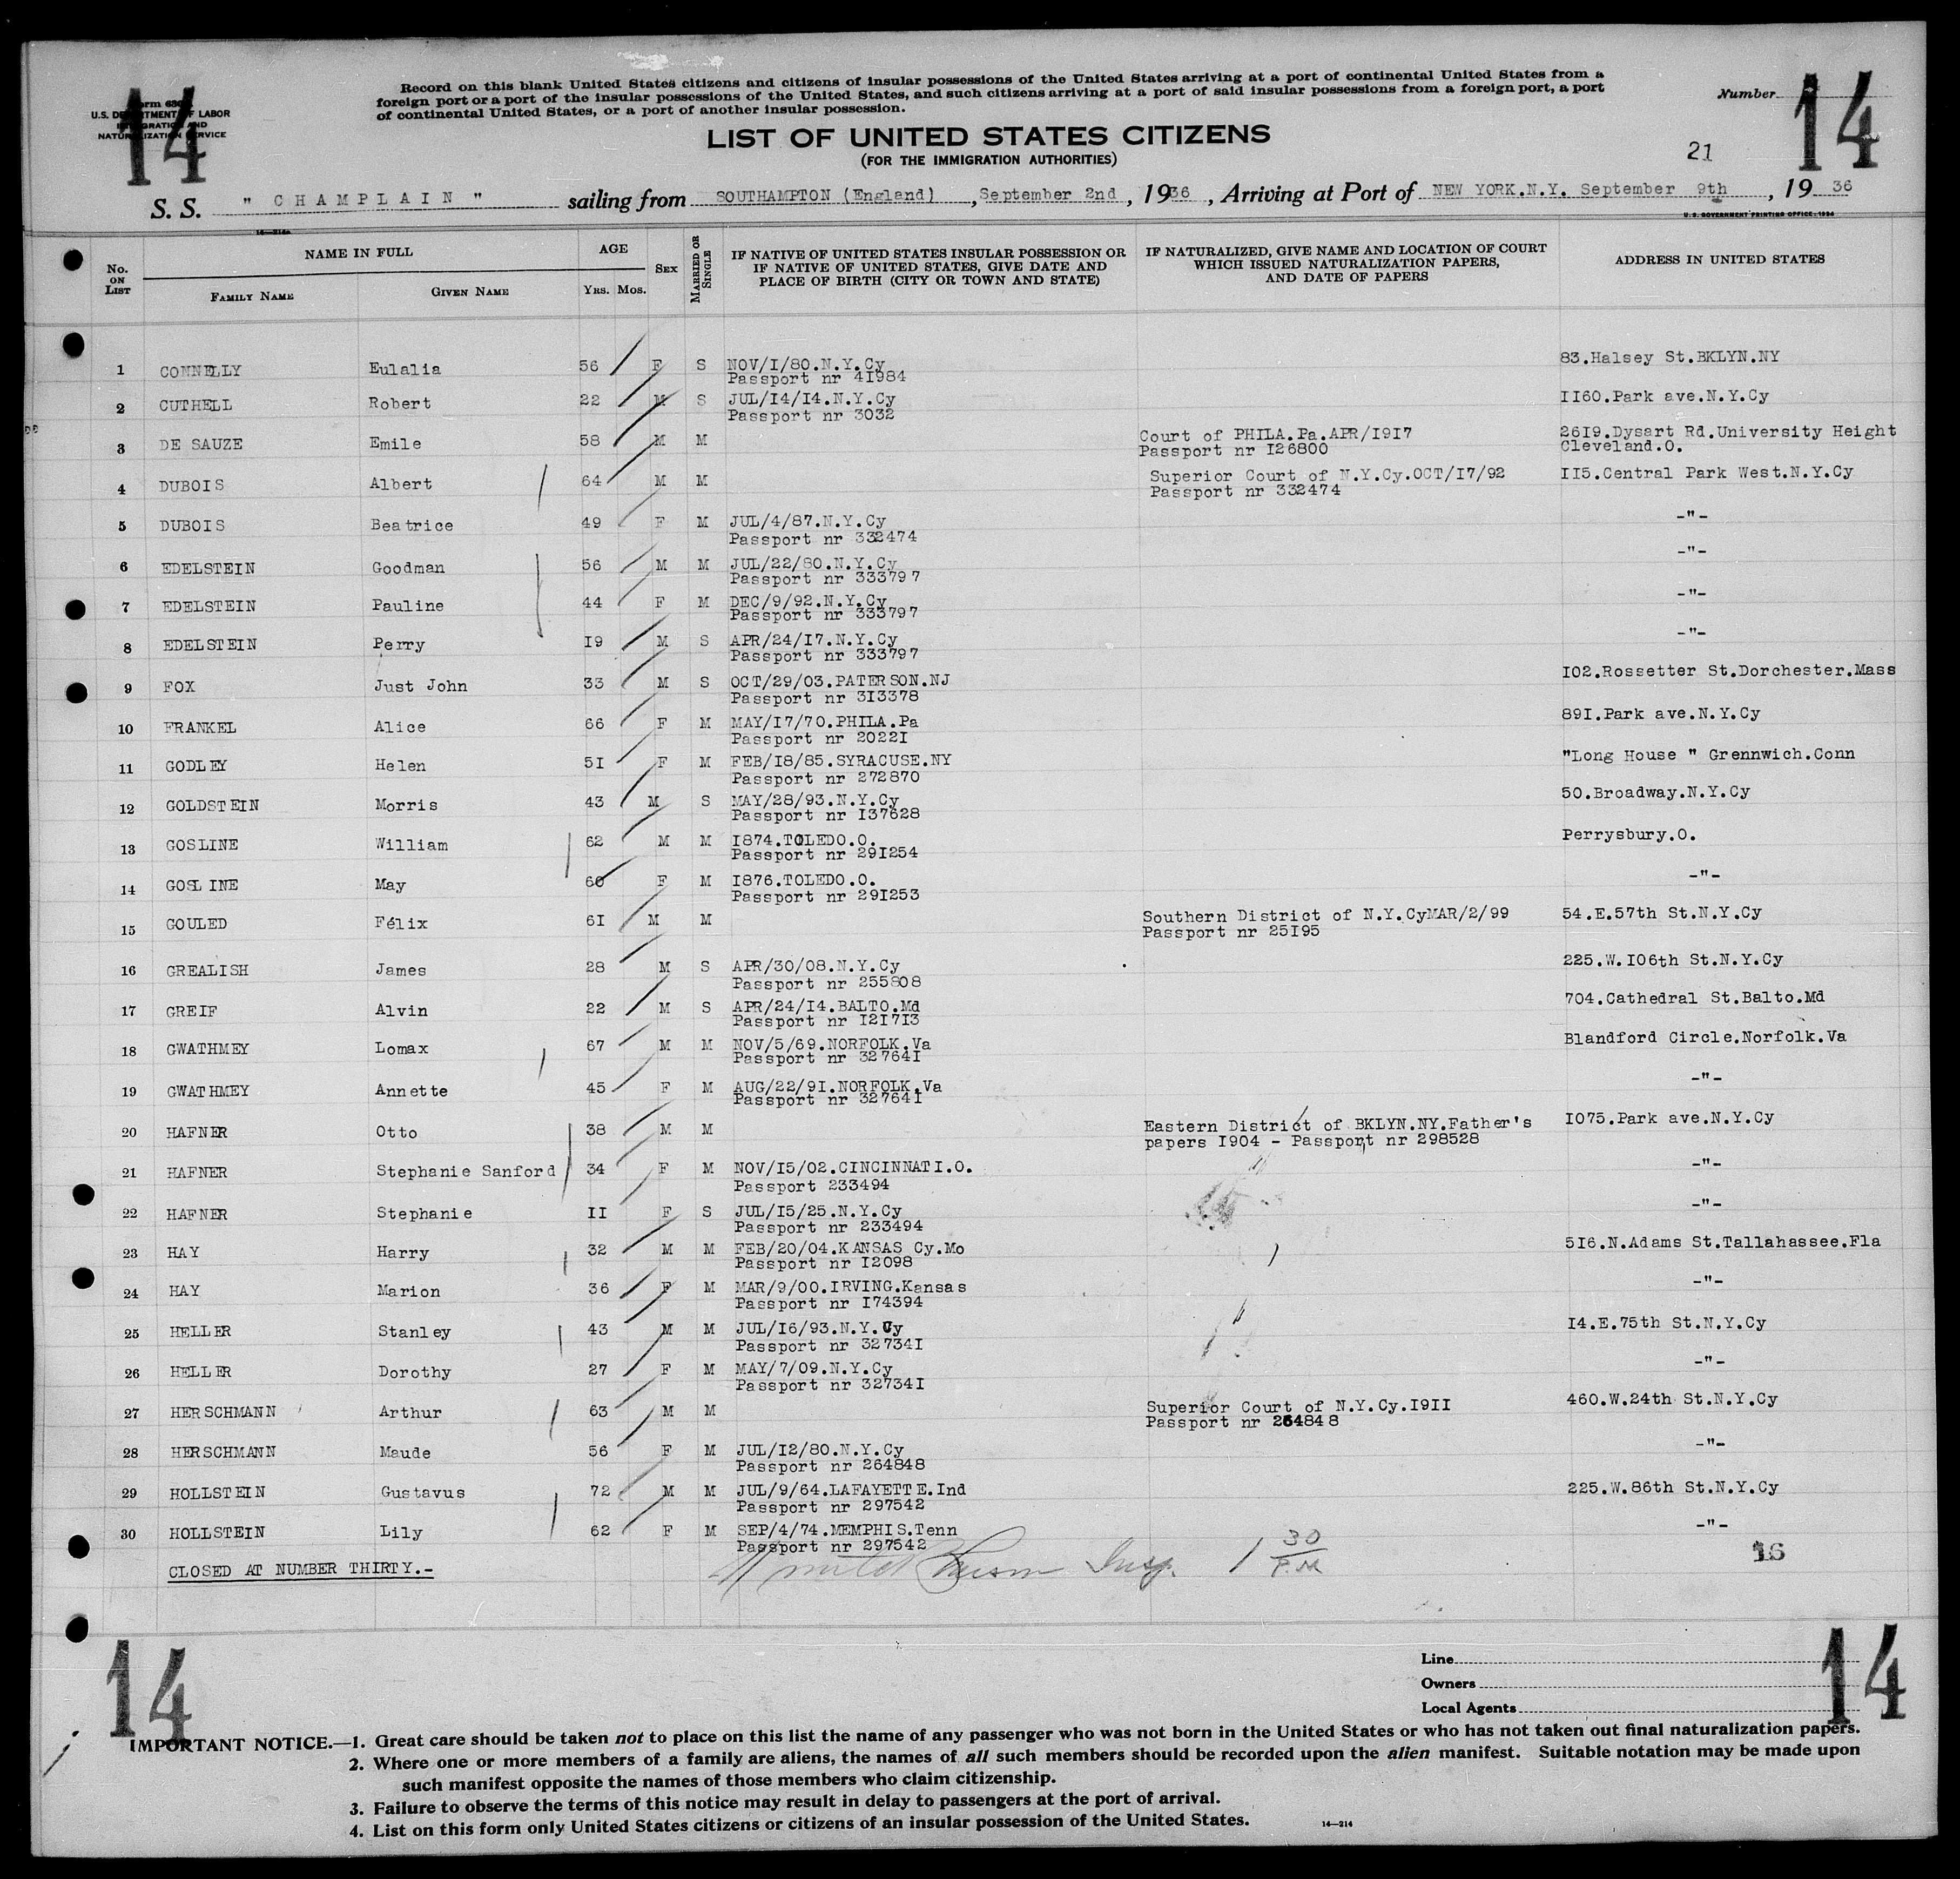 14
14
Form 630
U.S. DEPARTMENT OF LABOR
IMMIGRATION AND
NATURALIZATION SERVICE
Record on this blank United States citizens and citizens of insular possessions of the United States arriving at a port of continental United States from a
foreign port or a port of the insular possessions of the United States, and such citizens arriving at a port of said insular possessions from a foreign port, a port
of continental United States, or a port of another insular possession.
Number
LIST OF UNITED STATES CITIZENS
(FOR THE IMMIGRATION AUTHORITIES)
21
S. S. " CHAMPLAIN " sailing from SOUTHAMPTON (England) , September 2nd , 1936 , Arriving at Port of NEW YORK.N.Y. September 9th , 19 36
U. S. GOVERNMENT PRINTING OFFICE: 1934
No. ON LIST
NAME IN FULL
FAMILY NAME
GIVEN NAME
AGE
YRS. MOS.
SEX
MARRIED OR SINGLE
IF NATIVE OF UNITED STATES INSULAR POSSESSION OR
IF NATIVE OF UNITED STATES, GIVE DATE AND
PLACE OF BIRTH (CITY OR TOWN AND STATE)
IF NATURALIZED, GIVE NAME AND LOCATION OF COURT
WHICH ISSUED NATURALIZATION PAPERS,
AND DATE OF PAPERS
ADDRESS IN UNITED STATES
1 CONNELLY Eulalia 56 F S NOV/I/80.N.Y.Cy 83.Halsey St.BKLYN.NY
Passport nr 4I984
2 CUTHELL Robert 22 M S JUL/I4/I4.N.Y.Cy II60.Park ave.N.Y.Cy
Passport nr 3032
3 DE SAUZE Emile 58 M M Court of PHILA.Pa.APR/I9I7 26I9.Dysart Rd.University Height
Passport nr I26800 Cleveland.O.
4 DUBOIS Albert 64 M M Superior Court of N.Y.Cy.OCT/I7/92 II5.Central Park West.N.Y.Cy
Passport nr 332474
5 DUBOIS Beatrice 49 F M JUL/4/87.N.Y.Cy -"-
Passport nr 332474
6 EDELSTEIN Goodman 56 M M JUL/22/80.N.Y.Cy -"-
Passport nr 333797
7 EDELSTEIN Pauline 44 F M DEC/9/92.N.Y.Cy -"-
Passport nr 333797
8 EDELSTEIN Perry I9 M S APR/24/I7.N.Y.Cy -"-
Passport nr 333797
9 FOX Just John 33 M S OCT/29/03.PATERSON.NJ I02.Rossetter St.Dorchester.Mass
Passport nr 3I3378
10 FRANKEL Alice 66 F M MAY/I7/70.PHILA.Pa 89I.Park ave.N.Y.Cy
Passport nr 2022I
11 GODLEY Helen 5I F M FEB/I8/85.SYRACUSE.NY "Long House " Grennwich.Conn
Passport nr 272870
12 GOLDSTEIN Morris 43 M S MAY/28/93.N.Y.Cy 50.Broadway.N.Y.Cy
Passport nr I37628
13 GOSLINE William 62 M M I874.TOLEDO.O. Perrysbury.O.
Passport nr 29I254
14 GOSLINE May 60 F M I876.TOLEDO.O. -"-
Passport nr 29I253
15 GOULED Félix 6I M M Southern District of N.Y.CyMAR/2/99 54.E.57th St.N.Y.Cy
Passport nr 25I95
16 GREALISH James 28 M S APR/30/08.N.Y.Cy 225.W.I06th St.N.Y.Cy
Passport nr 255808
17 GREIF Alvin 22 M S APR/24/I4.BALTO.Md 704.Cathedral St.Balto.Md
Passport nr I2I7I3
18 GWATHMEY Lomax 67 M M NOV/5/69.NORFOLK.Va Blandford Circle.Norfolk.Va
Passport nr 32764I
19 GWATHMEY Annette 45 F M AUG/22/9I.NORFOLK.Va -"-
Passport nr 32764I
20 HAFNER Otto 38 M M Eastern District of BKLYN.NY.Father's I075.Park ave.N.Y.Cy
papers I904 - Passport nr 298528
21 HAFNER Stephanie Sanford 34 F M NOV/I5/02.CINCINNATI.O. -"-
Passport 233494
22 HAFNER Stephanie II F S JUL/I5/25.N.Y.Cy -"-
Passport nr 233494
23 HAY Harry 32 M M FEB/20/04.KANSAS Cy.Mo 5I6.N.Adams St.Tallahassee.Fla
Passport nr I2098
24 HAY Marion 36 F M MAR/9/00.IRVING.Kansas -"-
Passport nr I74394
25 HELLER Stanley 43 M M JUL/I6/93.N.Y.Cy I4.E.75th St.N.Y.Cy
Passport nr 32734I
26 HELLER Dorothy 27 F M MAY/7/09.N.Y.Cy -"-
Passport nr 32734I
27 HERSCHMANN Arthur 63 M M Superior Court of N.Y.Cy.I9II 460.W.24th St.N.Y.Cy
Passport nr 264848
28 HERSCHMANN Maude 56 F M JUL/I2/80.N.Y.Cy -"-
Passport nr 264848
29 HOLLSTEIN Gustavus 72 M M JUL/9/64.LAFAYETTE.Ind 225.W.86th St.N.Y.Cy
Passport nr 297542
30 HOLLSTEIN Lily 62 F M SEP/4/74.MEMPHIS.Tenn -"-
Passport nr 297542
CLOSED AT NUMBER THIRTY.- Insp. 1 30 P.M 16
14
14
Line
Owners
Local Agents
IMPORTANT NOTICE.—1. Great care should be taken not to place on this list the name of any passenger who was not born in the United States or who has not taken out final naturalization papers.
2. Where one or more members of a family are aliens, the names of all such members should be recorded upon the alien manifest. Suitable notation may be made upon
such manifest opposite the names of those members who claim citizenship.
3. Failure to observe the terms of this notice may result in delay to passengers at the port of arrival.
4. List on this form only United States citizens or citizens of an insular possession of the United States.
14—214